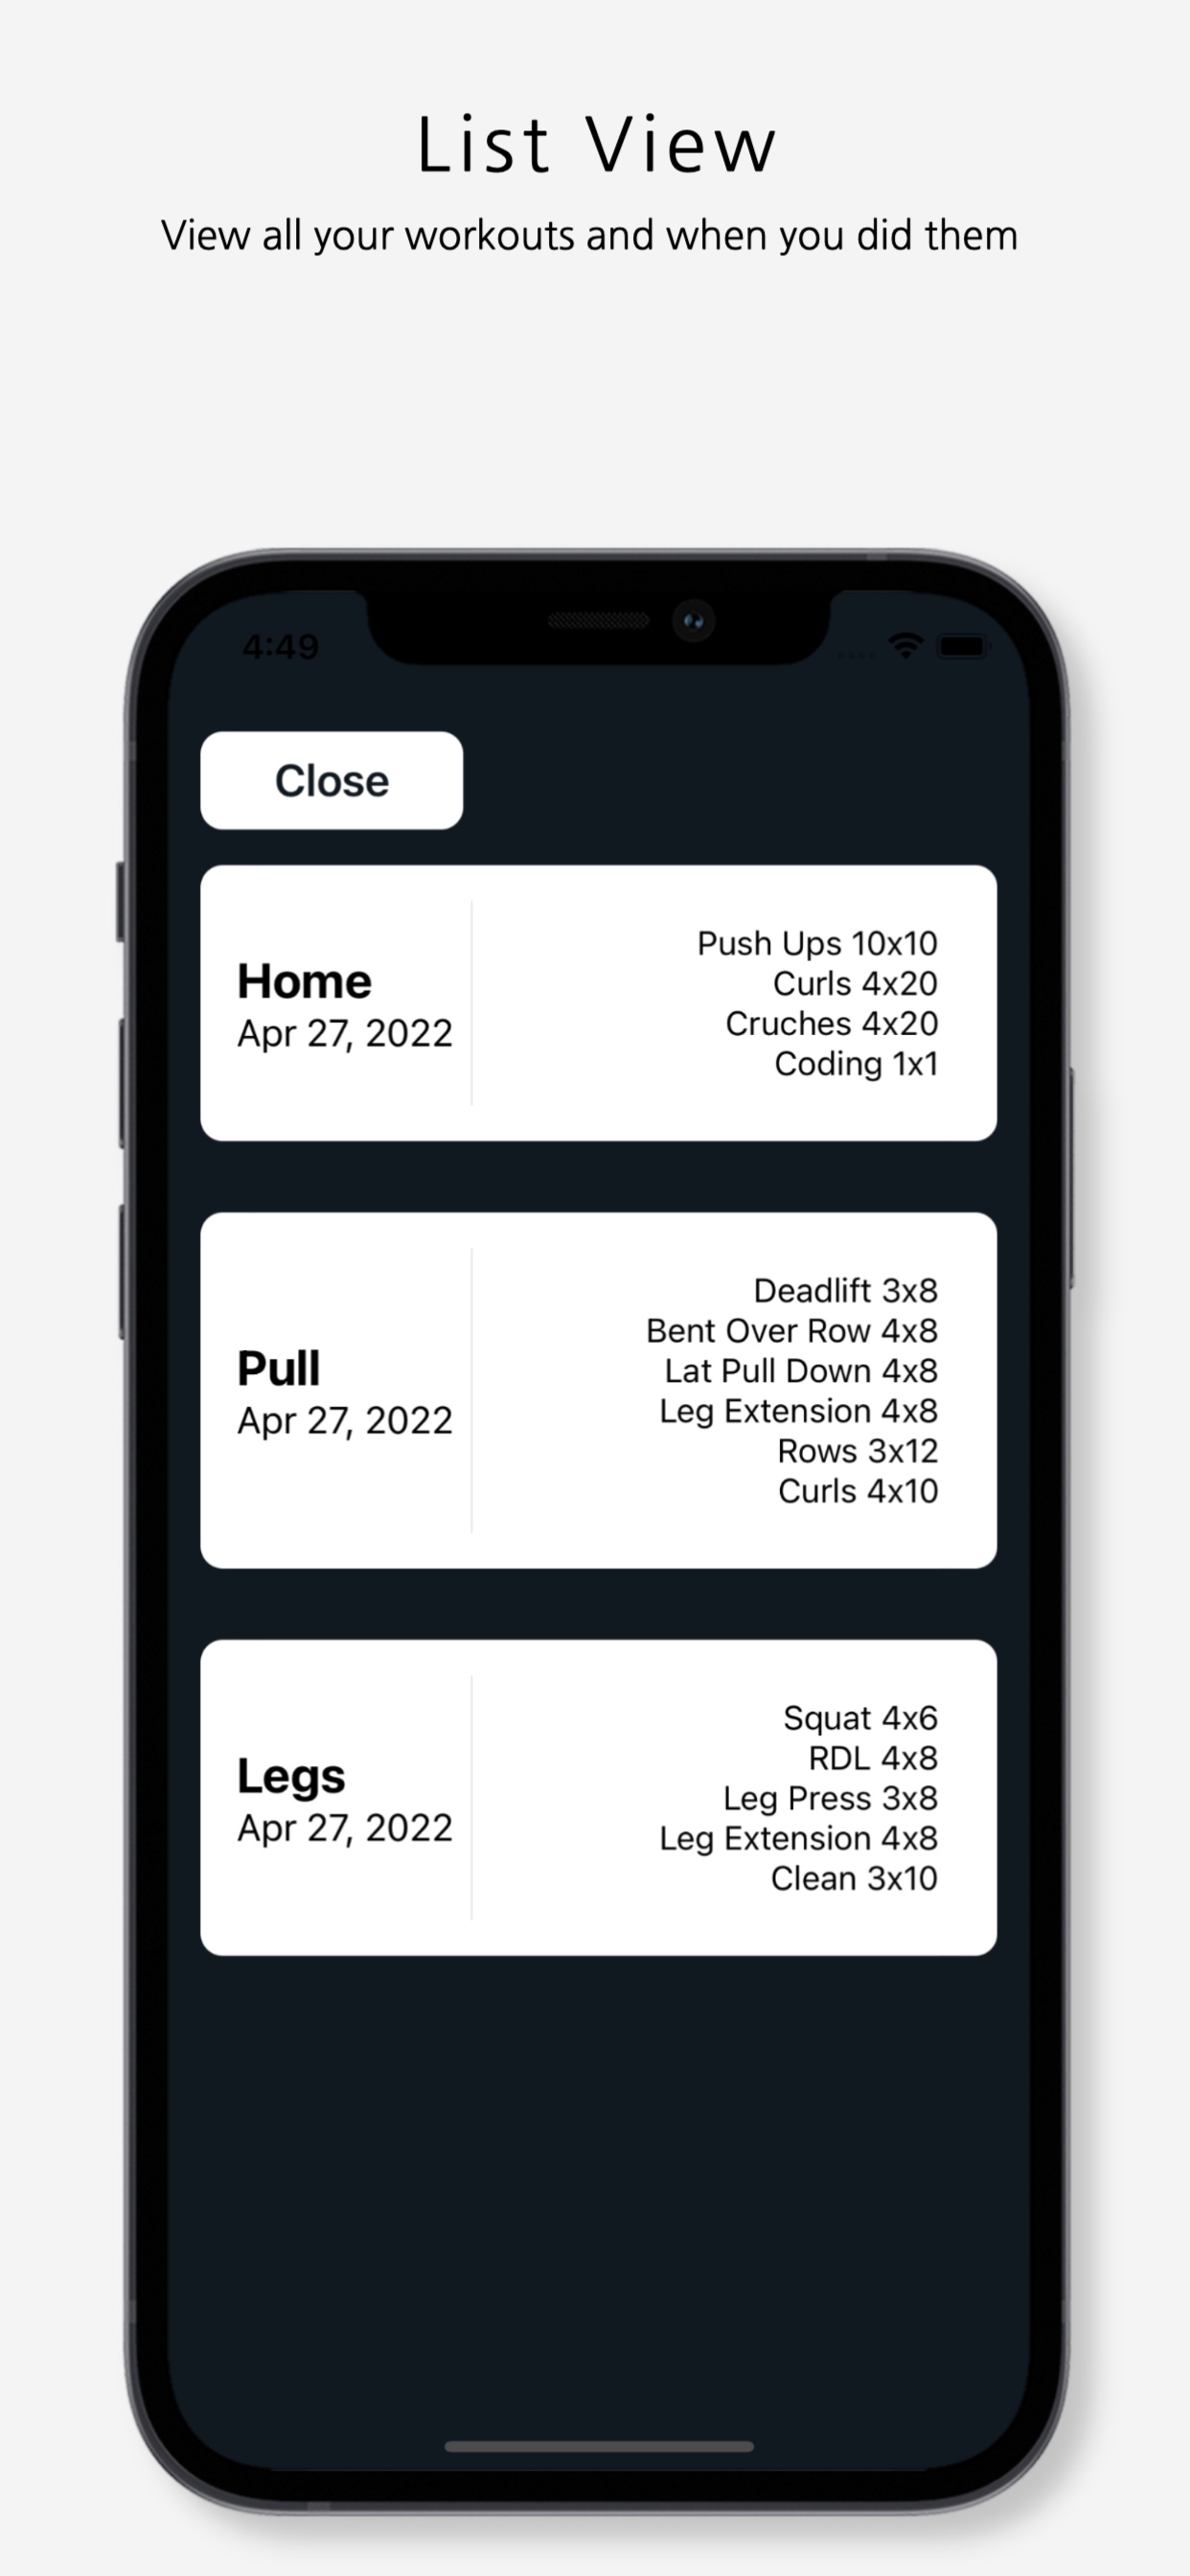 List View
View all your workouts and when you did them
4:49
Close
Home
Apr 27, 2022
Push Ups 10x10
Curls 4x20
Cruches 4x20
Coding 1x1
Pull
Apr 27, 2022
Deadlift 3x8
Bent Over Row 4x8
Lat Pull Down 4x8
Leg Extension 4x8
Rows 3x12
Curls 4x10
Legs
Apr 27, 2022
Squat 4x6
RDL 4x8
Leg Press 3x8
Leg Extension 4x8
Clean 3x10